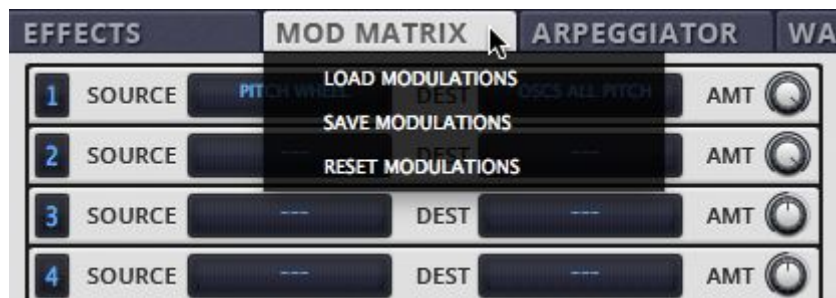 EFFECTS MOD MATRIX ARPEGGIATOR WA
LOAD MODULATIONS
1 SOURCE PITCH WHEEL DEST OSCS ALL PITCH AMT
SAVE MODULATIONS
2 SOURCE --- DEST --- AMT
RESET MODULATIONS
3 SOURCE --- DEST --- AMT
4 SOURCE --- DEST --- AMT